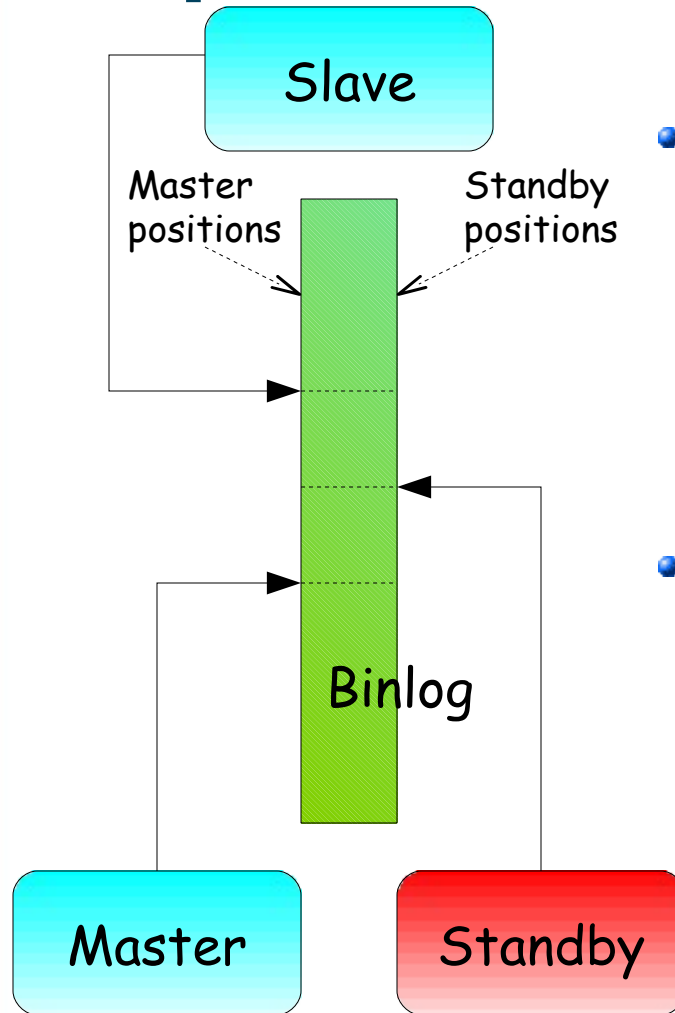 Slave
Master
positions
Standby
positions
Binlog
Master
Standby